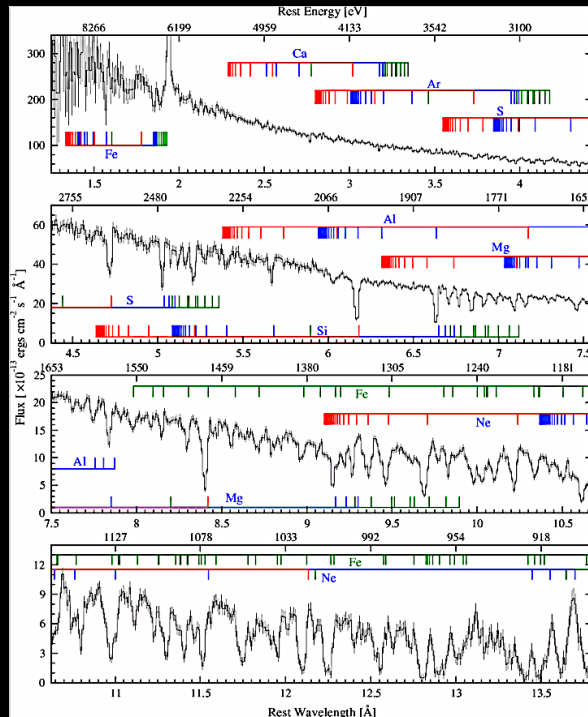 Rest Energy [eV]
8266 6199 4959 4133 3542 3100
300
200
100
Ca
Ar
S
Fe
1.5 2 2.5 3 3.5 4
2755 2480 2254 2066 1907 1771 165
60
40
20
0
Al
Mg
S
Si
4.5 5 5.5 6 6.5 7 7.5
1653 1550 1459 1380 1305 1240 1181
Flux [ ×10⁻¹³ ergs cm⁻² s⁻¹ Å⁻¹]
25
20
15
10
5
0
Fe
Ne
Al
Mg
7.5 8 8.5 9 9.5 10 10.5
1127 1078 1033 992 954 918
12
9
6
3
0
Fe
Ne
11 11.5 12 12.5 13 13.5
Rest Wavelength [Å]